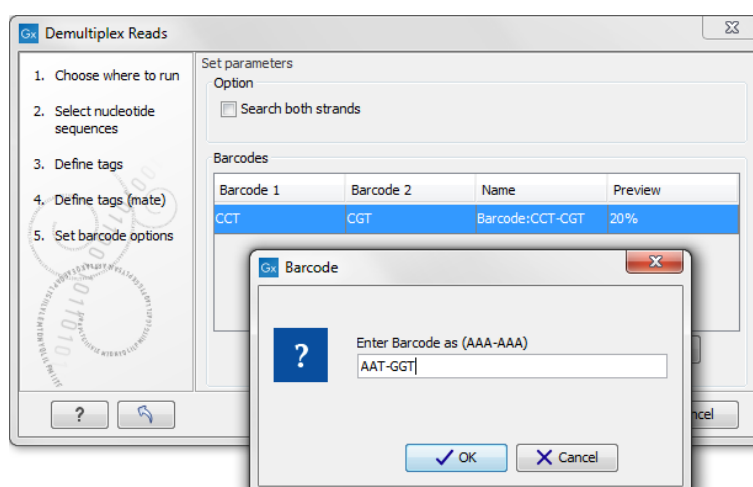 Gx Demultiplex Reads
1. Choose where to run
2. Select nucleotide
sequences
3. Define tags
4. Define tags (mate)
5. Set barcode options
Set parameters
Option
Search both strands
Barcodes
Barcode 1 Barcode 2 Name Preview
CCT CGT Barcode:CCT-CGT 20%
Gx Barcode
?
Enter Barcode as (AAA-AAA)
AAT-GGT
OK Cancel
?
ncel